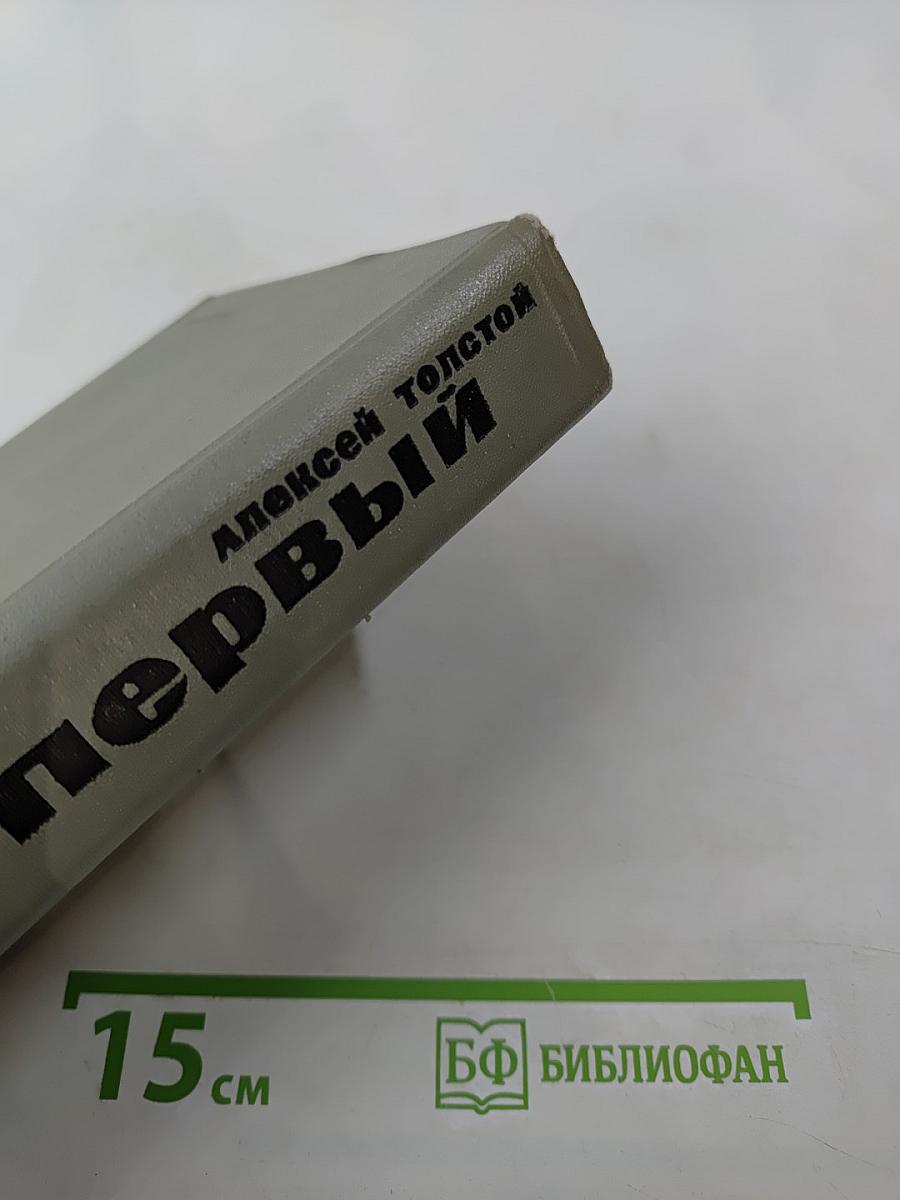 Алексей Толстой
Первый
15 см
БФ БИБЛИОФАН